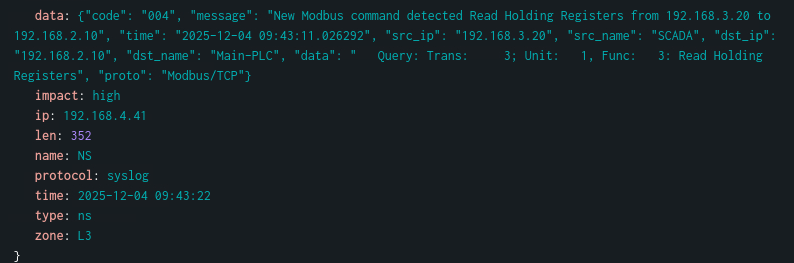 data: {"code": "004", "message": "New Modbus command detected Read Holding Registers from 192.168.3.20 to
192.168.2.10", "time": "2025-12-04 09:43:11.026292", "src_ip": "192.168.3.20", "src_name": "SCADA", "dst_ip":
"192.168.2.10", "dst_name": "Main-PLC", "data": "   Query: Trans:     3; Unit:   1, Func:   3: Read Holding
Registers", "proto": "Modbus/TCP"}
impact: high
ip: 192.168.4.41
len: 352
name: NS
protocol: syslog
time: 2025-12-04 09:43:22
type: ns
zone: L3
}